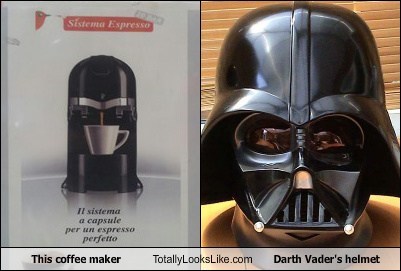 Sistema Espresso
Il sistema
a capsule
per un espresso
perfetto
This coffee maker
TotallyLooksLike.com
Darth Vader's helmet